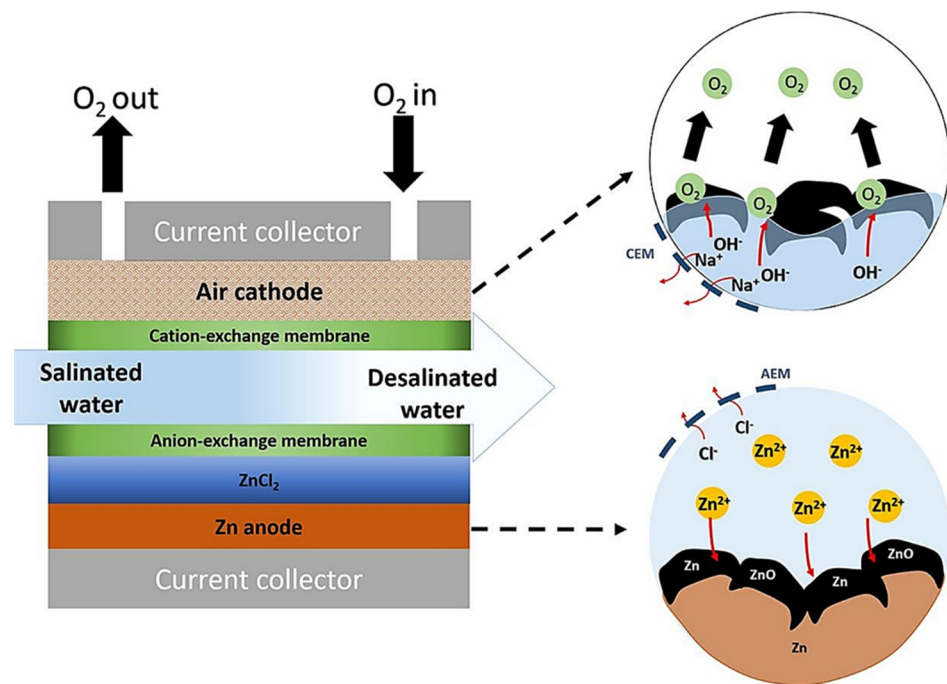 O₂ out
O₂ in
Current collector
Air cathode
Cation-exchange membrane
Salinated
water
Desalinated
water
Anion-exchange membrane
ZnCl₂
Zn anode
Current collector
O₂
O₂
O₂
O₂
O₂
O₂
OH⁻
CEM
Na⁺
Na⁺
OH⁻
OH⁻
AEM
Cl⁻
Cl⁻
Zn²⁺
Zn²⁺
Zn²⁺
Zn²⁺
Zn²⁺
Zn
ZnO
Zn
ZnO
Zn